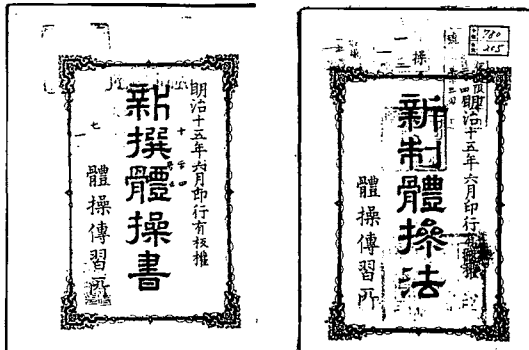 明治十五年六月印行有版權
新撰體操書
體操傳習所
明治十五年六月印行
新制體操法
體操傳習所